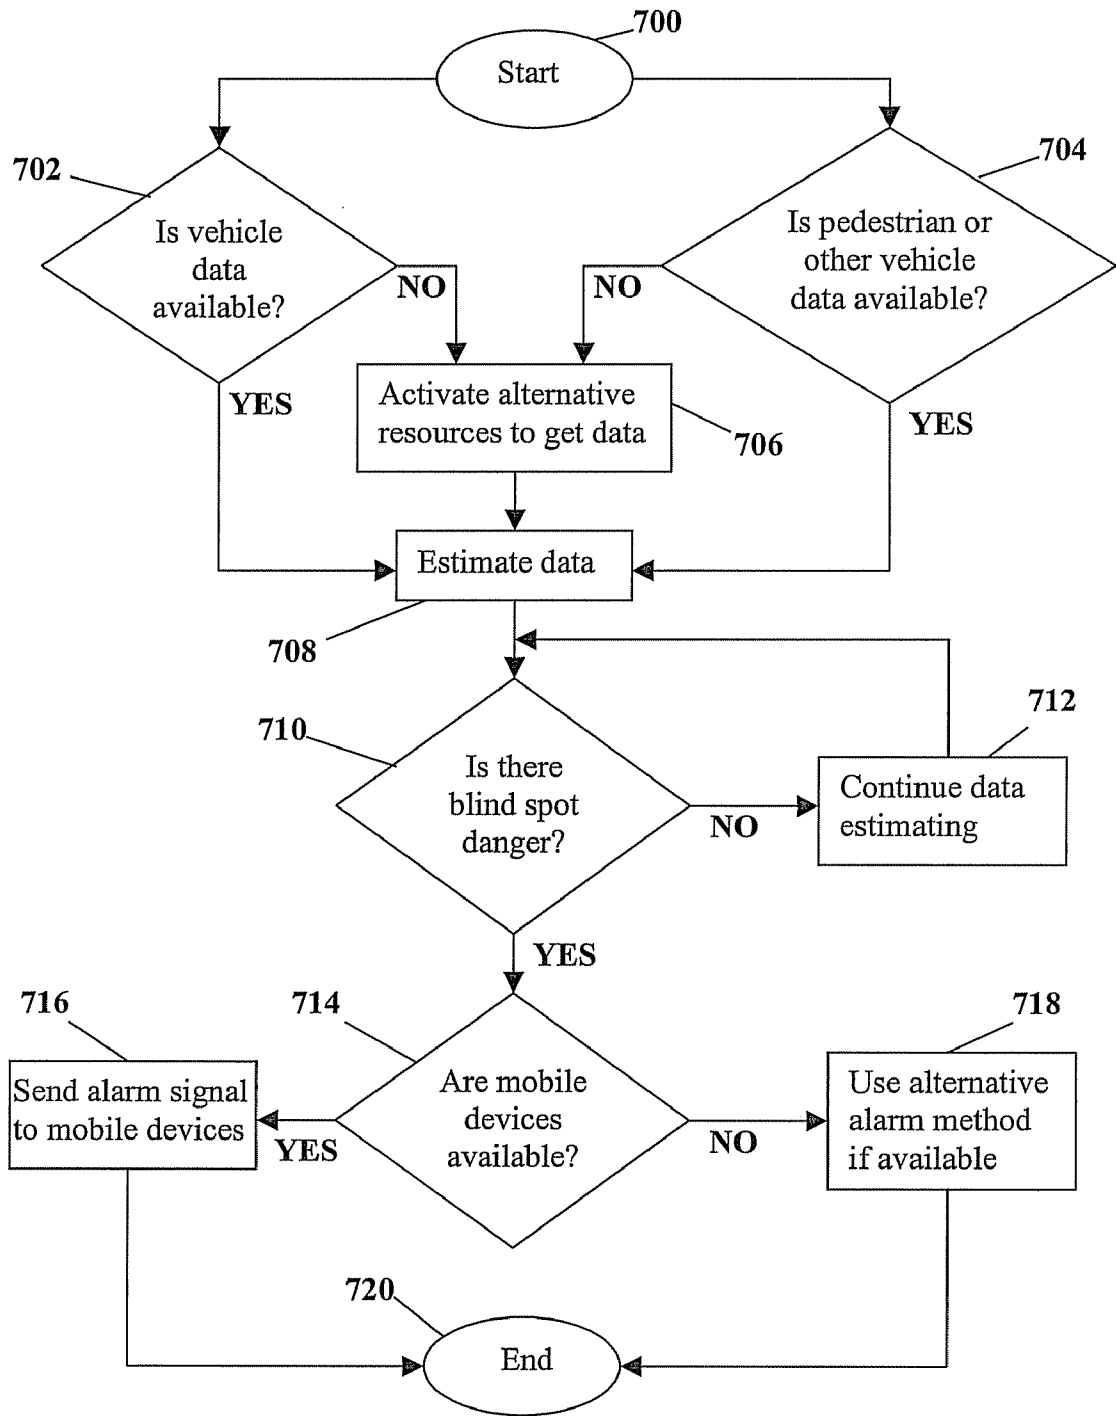 700
Start
702
704
Is vehicle
data
available?
Is pedestrian or
other vehicle
data available?
NO
NO
YES
YES
Activate alternative
resources to get data
706
Estimate data
708
710
Is there
blind spot
danger?
NO
712
Continue data
estimating
YES
716
714
718
Send alarm signal
to mobile devices
YES
Are mobile
devices
available?
NO
Use alternative
alarm method
if available
720
End